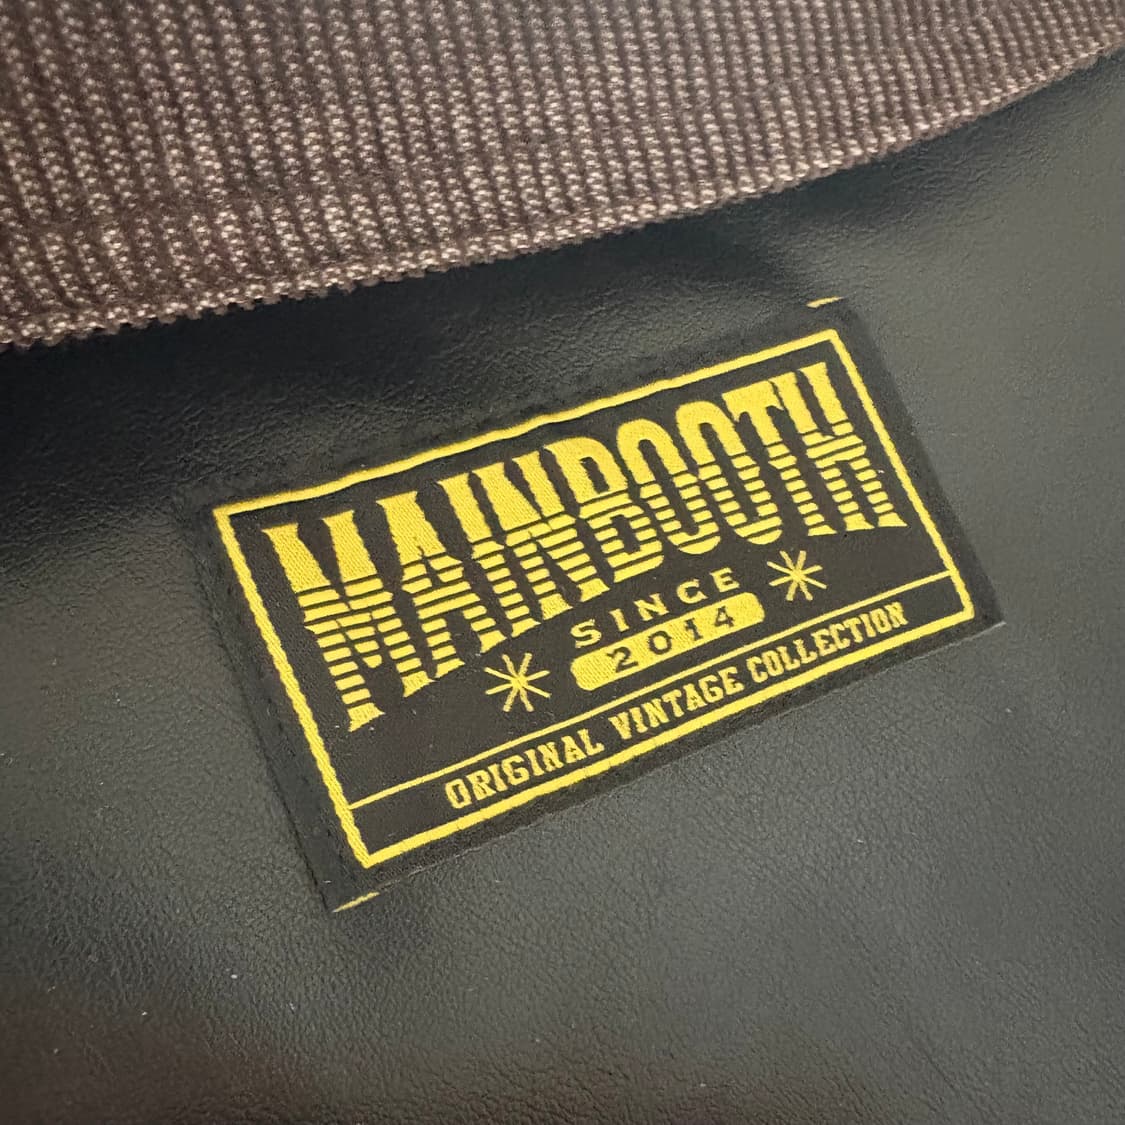 MAINBOOTH
SINCE
2014
ORIGINAL VINTAGE COLLECTION